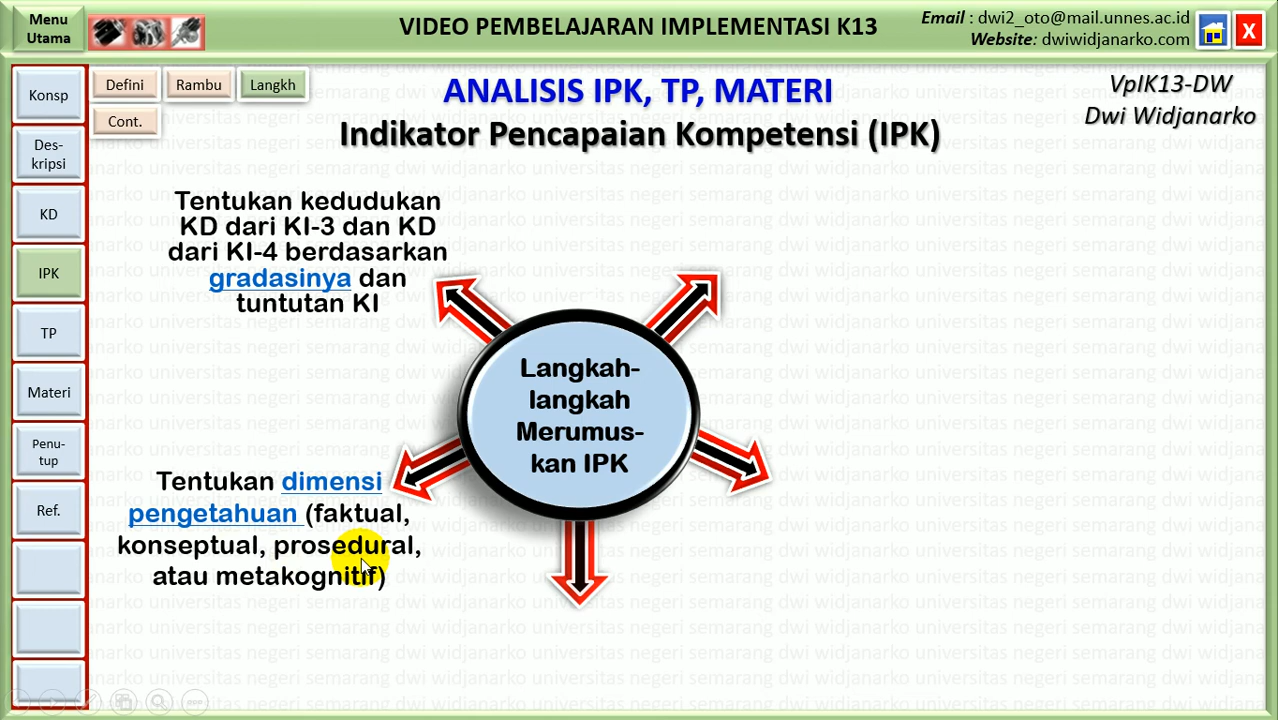 Menu
Utama
VIDEO PEMBELAJARAN IMPLEMENTASI K13
Email : dwi2_oto@mail.unnes.ac.id
Website: dwiwidjanarko.com
X
Konsp
Des-
kripsi
KD
IPK
TP
Materi
Penu-
tup
Ref.
Defini
Rambu
Langkh
Cont.
ANALISIS IPK, TP, MATERI
Indikator Pencapaian Kompetensi (IPK)
VpIK13-DW
Dwi Widjanarko
Tentukan kedudukan
KD dari KI-3 dan KD
dari KI-4 berdasarkan
gradasinya dan
tuntutan KI
Langkah-
langkah
Merumus-
kan IPK
Tentukan dimensi
pengetahuan (faktual,
konseptual, prosedural,
atau metakognitif)